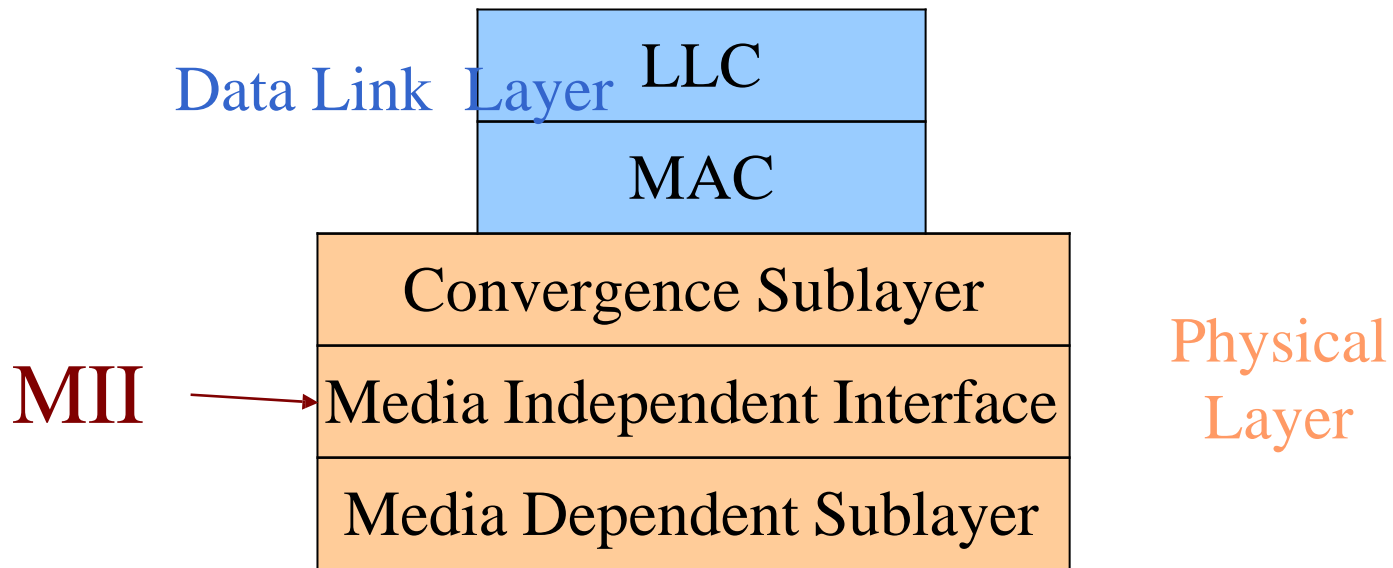 LLC
Data Link Layer
MAC
Convergence Sublayer
Physical
Layer
MII
Media Independent Interface
Media Dependent Sublayer